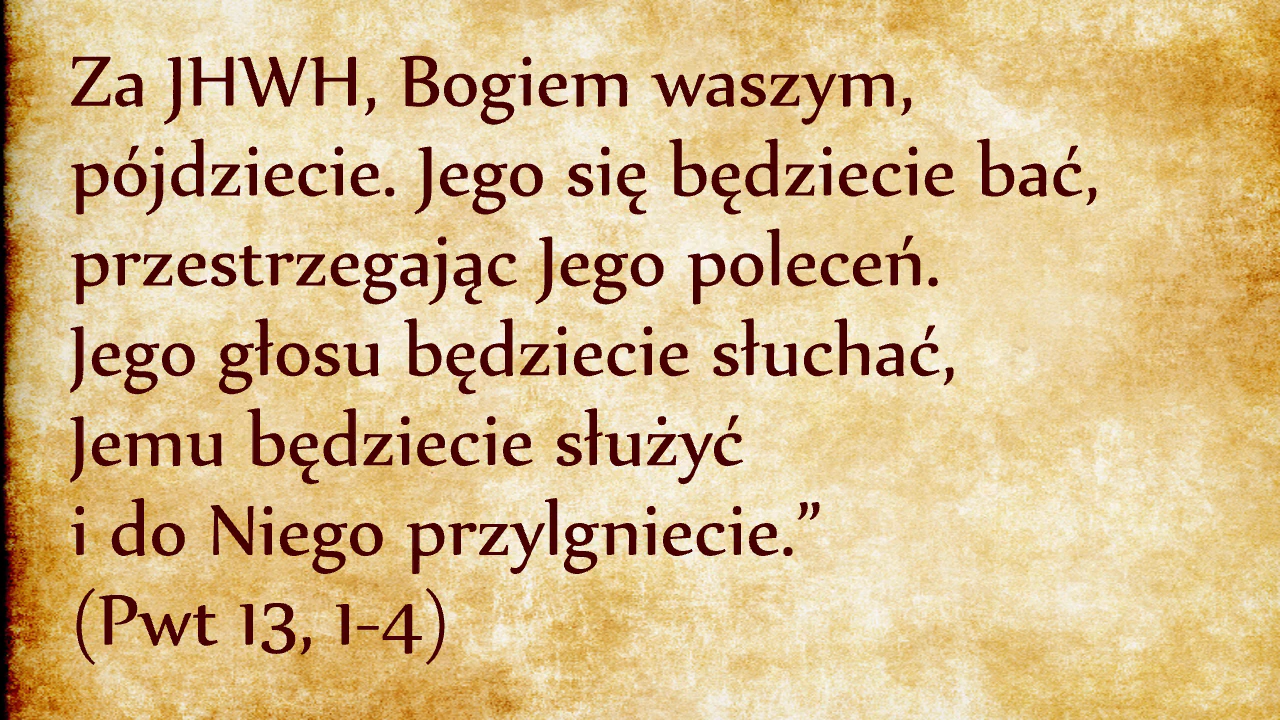 Za JHWH, Bogiem waszym,
pójdziecie. Jego się będziecie bać,
przestrzegając Jego poleceń.
Jego głosu będziecie słuchać,
Jemu będziecie służyć
i do Niego przylgniecie.”
(Pwt 13, 1-4)